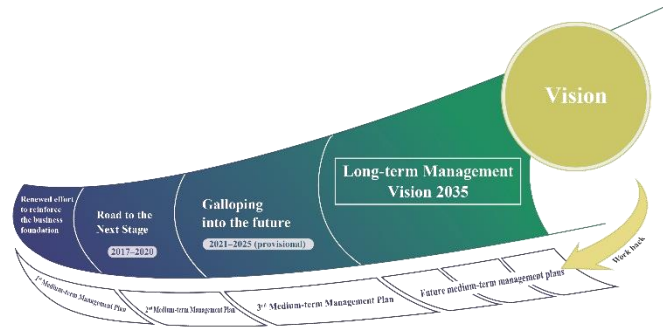 Vision
Long-term Management
Vision 2035
Galloping
into the future
2021–2025 (provisional)
Road to the
Next Stage
2017–2020
Renewed effort
to reinforce
the business
foundation
1st Medium-term Management Plan
2nd Medium-term Management Plan
3rd Medium-term Management Plan
Future medium-term management plans
Work back